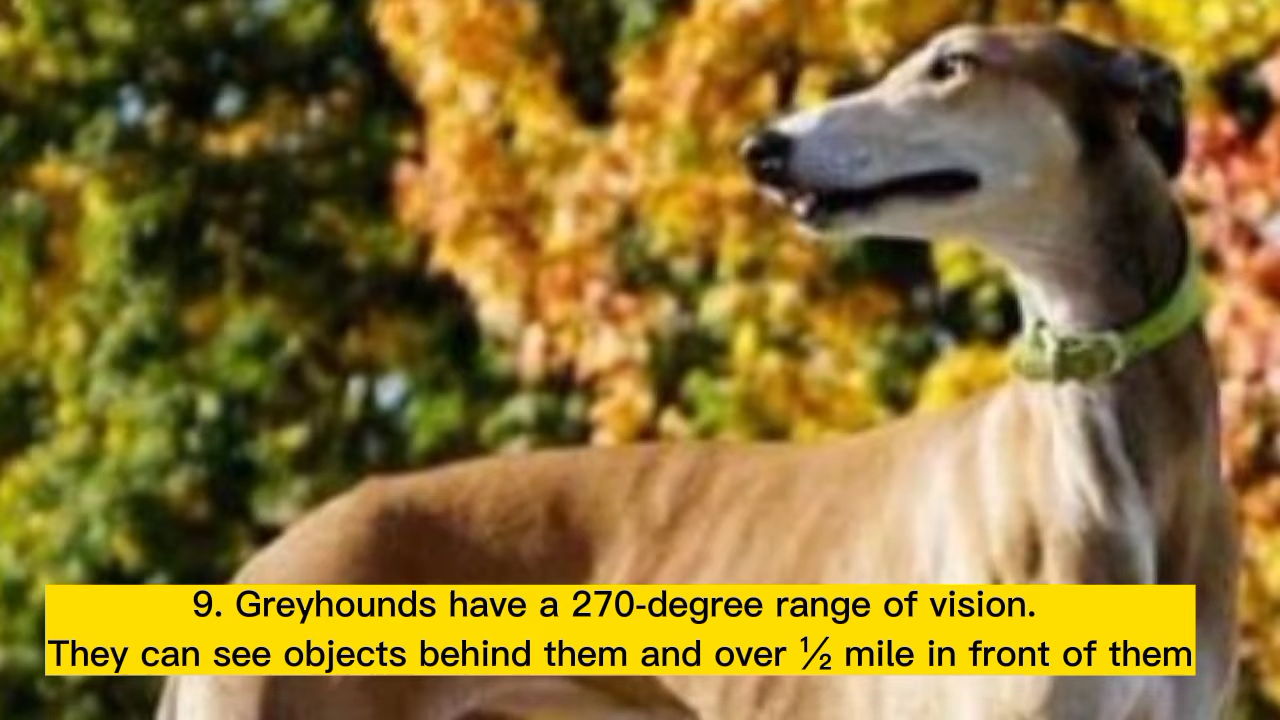 9. Greyhounds have a 270-degree range of vision.
They can see objects behind them and over ½ mile in front of them